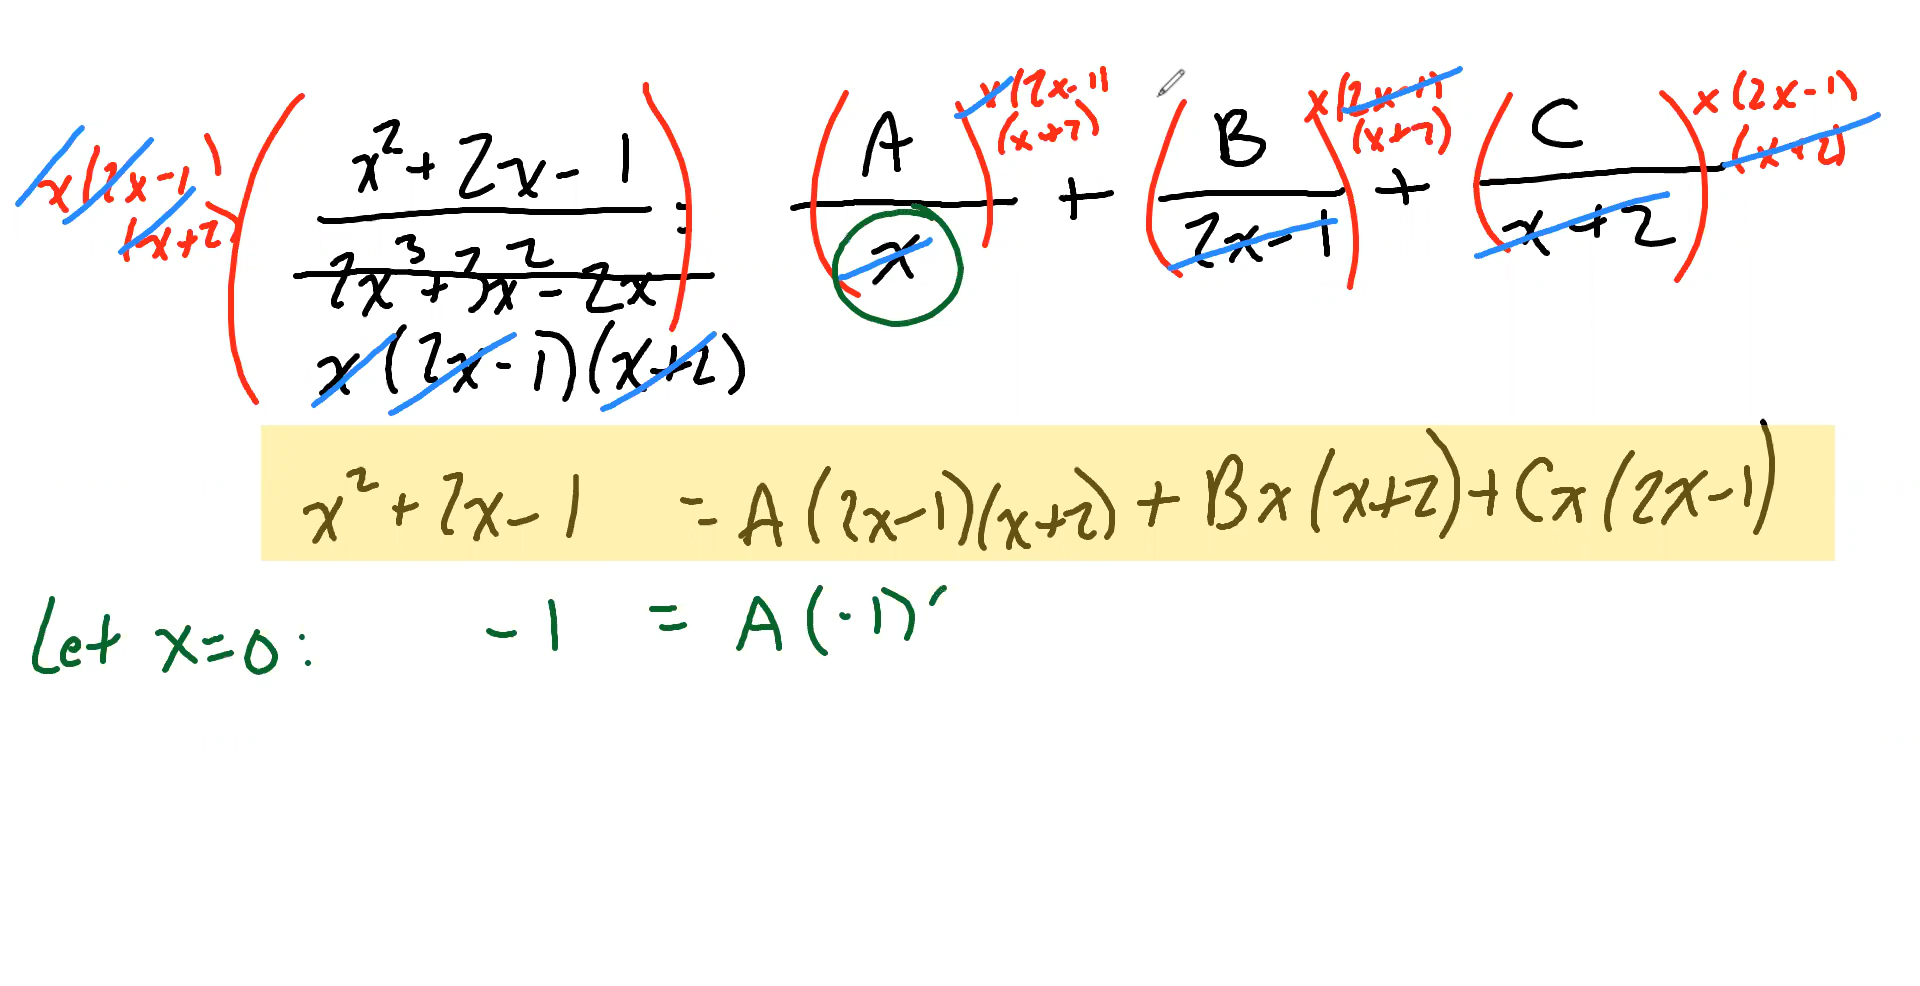 x(2x-1)(x+2) ( x²+2x-1 / 2x³+3x²-2x ) = ( A / x ) x(2x-1)(x+2) + ( B / 2x-1 ) x(2x-1)(x+2) + ( C / x+2 ) x(2x-1)(x+2)
x(2x-1)(x+2)
x²+2x-1 = A(2x-1)(x+2) + Bx(x+2) + Cx(2x-1)
Let x=0: -1 = A(-1)(